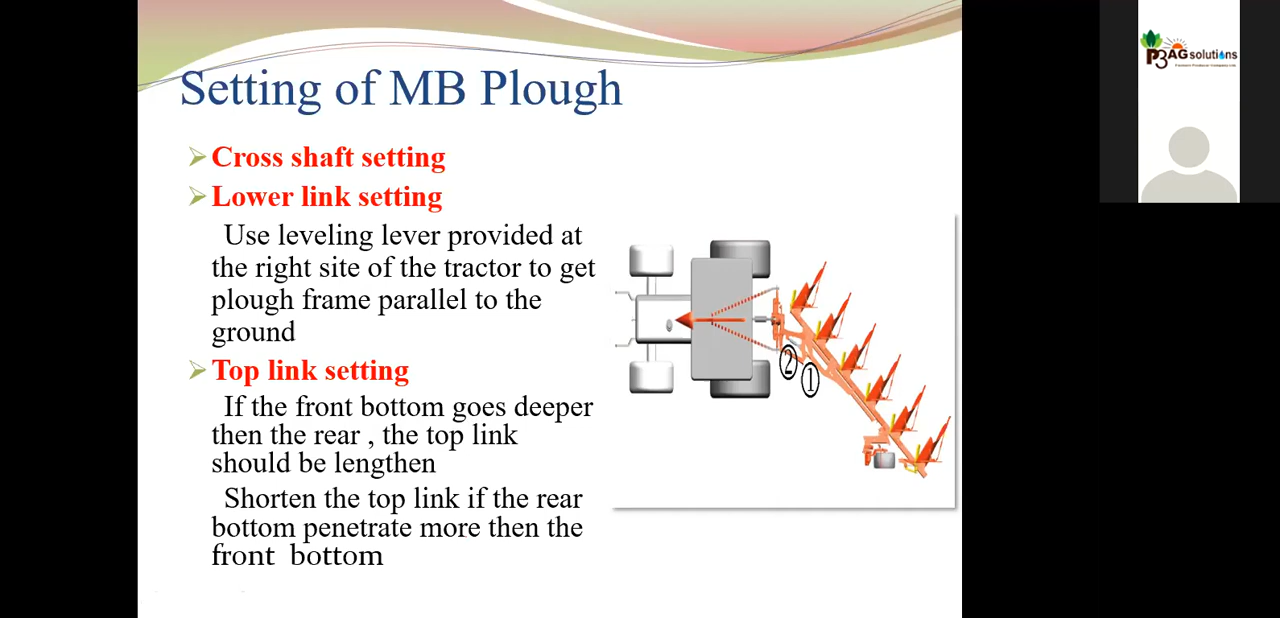 Setting of MB Plough
Cross shaft setting
Lower link setting
Use leveling lever provided at
the right site of the tractor to get
plough frame parallel to the
ground
Top link setting
If the front bottom goes deeper
then the rear , the top link
should be lengthen
Shorten the top link if the rear
bottom penetrate more then the
front bottom
②
①
P3AGsolutions